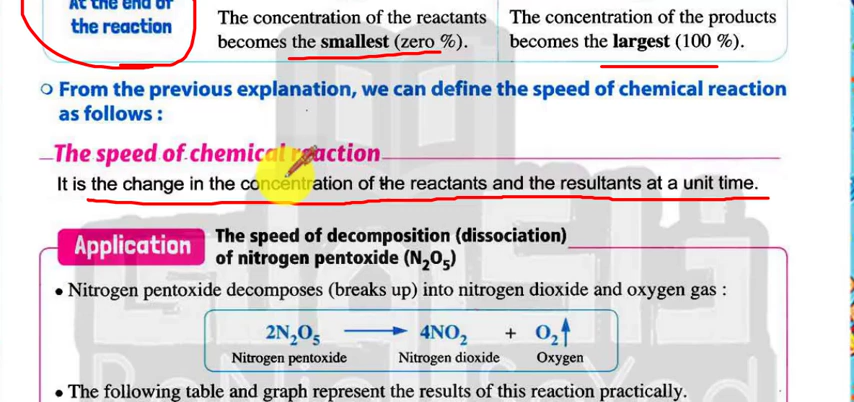 At the end of
the reaction
The concentration of the reactants
becomes the smallest (zero %).
The concentration of the products
becomes the largest (100 %).
From the previous explanation, we can define the speed of chemical reaction
as follows :
The speed of chemical reaction
It is the change in the concentration of the reactants and the resultants at a unit time.
Application
The speed of decomposition (dissociation)
of nitrogen pentoxide (N₂O₅)
• Nitrogen pentoxide decomposes (breaks up) into nitrogen dioxide and oxygen gas :
2N₂O₅ → 4NO₂ + O₂↑
Nitrogen pentoxide Nitrogen dioxide Oxygen
• The following table and graph represent the results of this reaction practically.